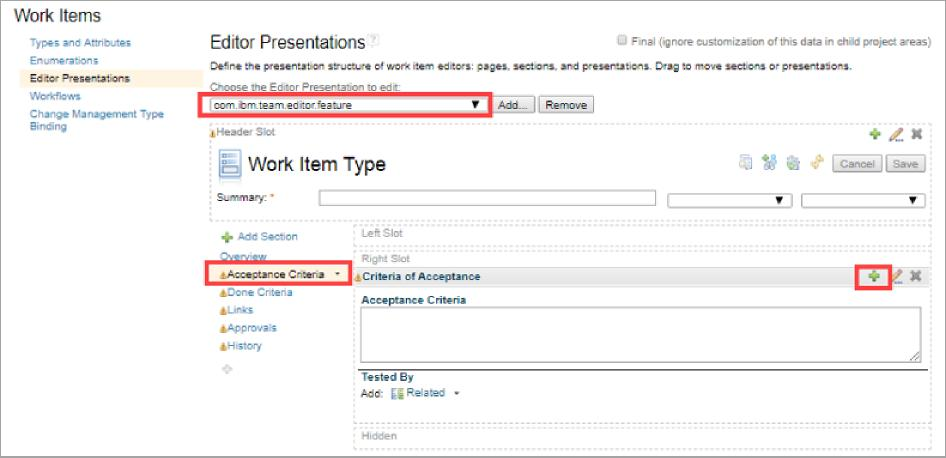 Work Items
Types and Attributes
Enumerations
Editor Presentations
Workflows
Change Management Type
Binding
Editor Presentations ?
Final (ignore customization of this data in child project areas)
Define the presentation structure of work item editors: pages, sections, and presentations. Drag to move sections or presentations.
Choose the Editor Presentation to edit:
com.ibm.team.editor.feature
Add...
Remove
Header Slot
Work Item Type
Cancel
Save
Summary: *
Add Section
Overview
Acceptance Criteria
Done Criteria
Links
Approvals
History
Left Slot
Right Slot
Criteria of Acceptance
Acceptance Criteria
Tested By
Add: Related
Hidden